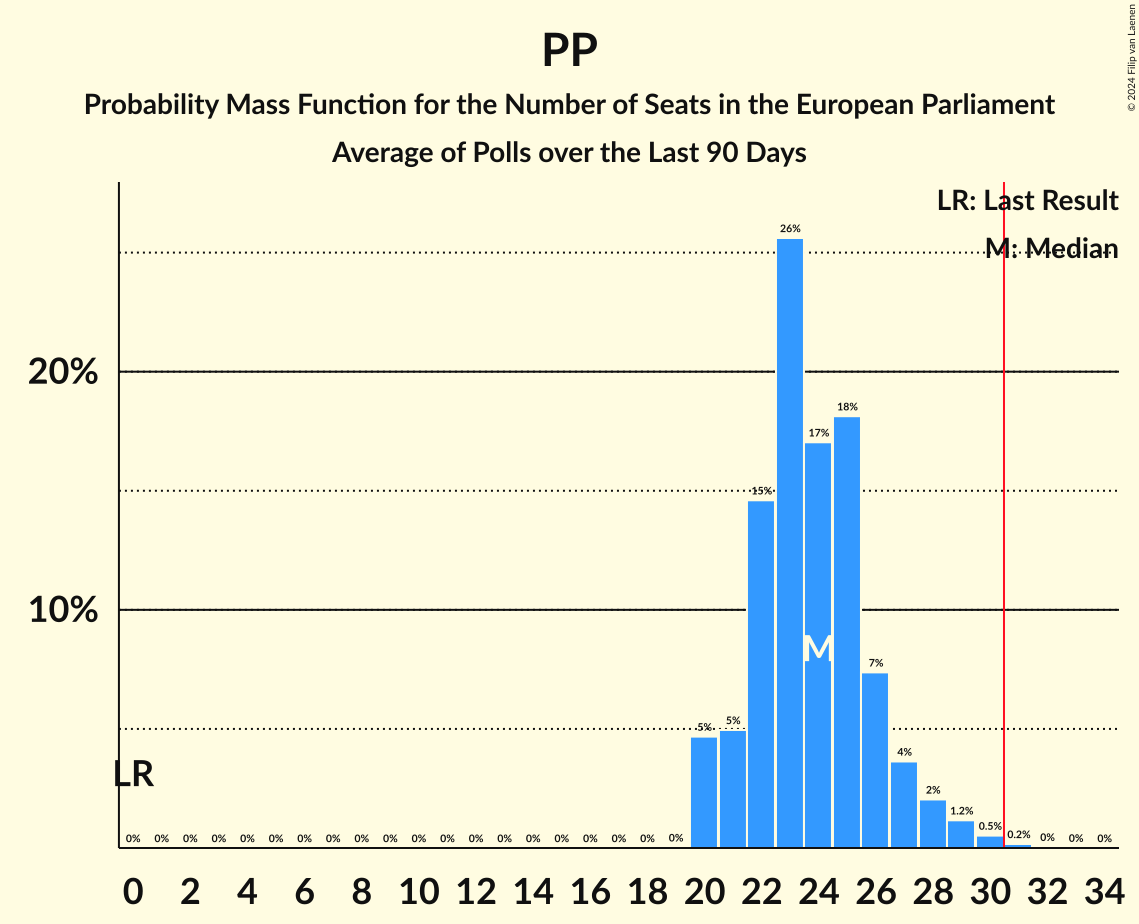 PP
Probability Mass Function for the Number of Seats in the European Parliament
Average of Polls over the Last 90 Days
© 2024 Filip van Laenen
LR: Last Result
M: Median
26%
20%
18%
17%
15%
10%
M
7%
5%
5%
4%
LR
2%
1.2%
0.5%
0.2%
0% 0% 0% 0% 0% 0% 0% 0% 0% 0% 0% 0% 0% 0% 0% 0% 0% 0% 0% 0% 0% 0% 0%
0 2 4 6 8 10 12 14 16 18 20 22 24 26 28 30 32 34